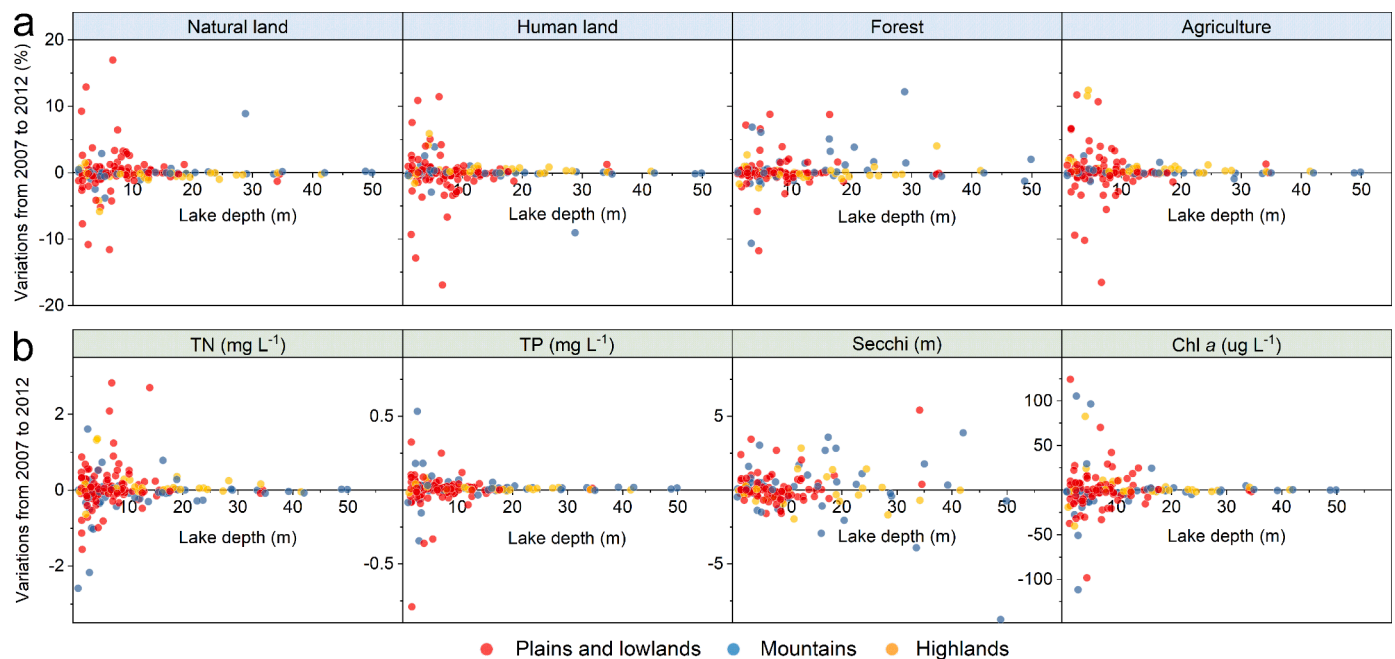 a
Natural land
Human land
Forest
Agriculture
Variations from 2007 to 2012 (%)
20
10
0
-10
-20
10 20 30 40 50
Lake depth (m)
10 20 30 40 50
Lake depth (m)
10 20 30 40 50
Lake depth (m)
10 20 30 40 50
Lake depth (m)
b
TN (mg L⁻¹)
TP (mg L⁻¹)
Secchi (m)
Chl a (ug L⁻¹)
Variations from 2007 to 2012
2
0
-2
10 20 30 40 50
Lake depth (m)
0.5
-0.5
10 20 30 40 50
Lake depth (m)
5
-5
10 20 30 40 50
Lake depth (m)
100
50
0
-50
-100
10 20 30 40 50
Lake depth (m)
Plains and lowlands Mountains Highlands